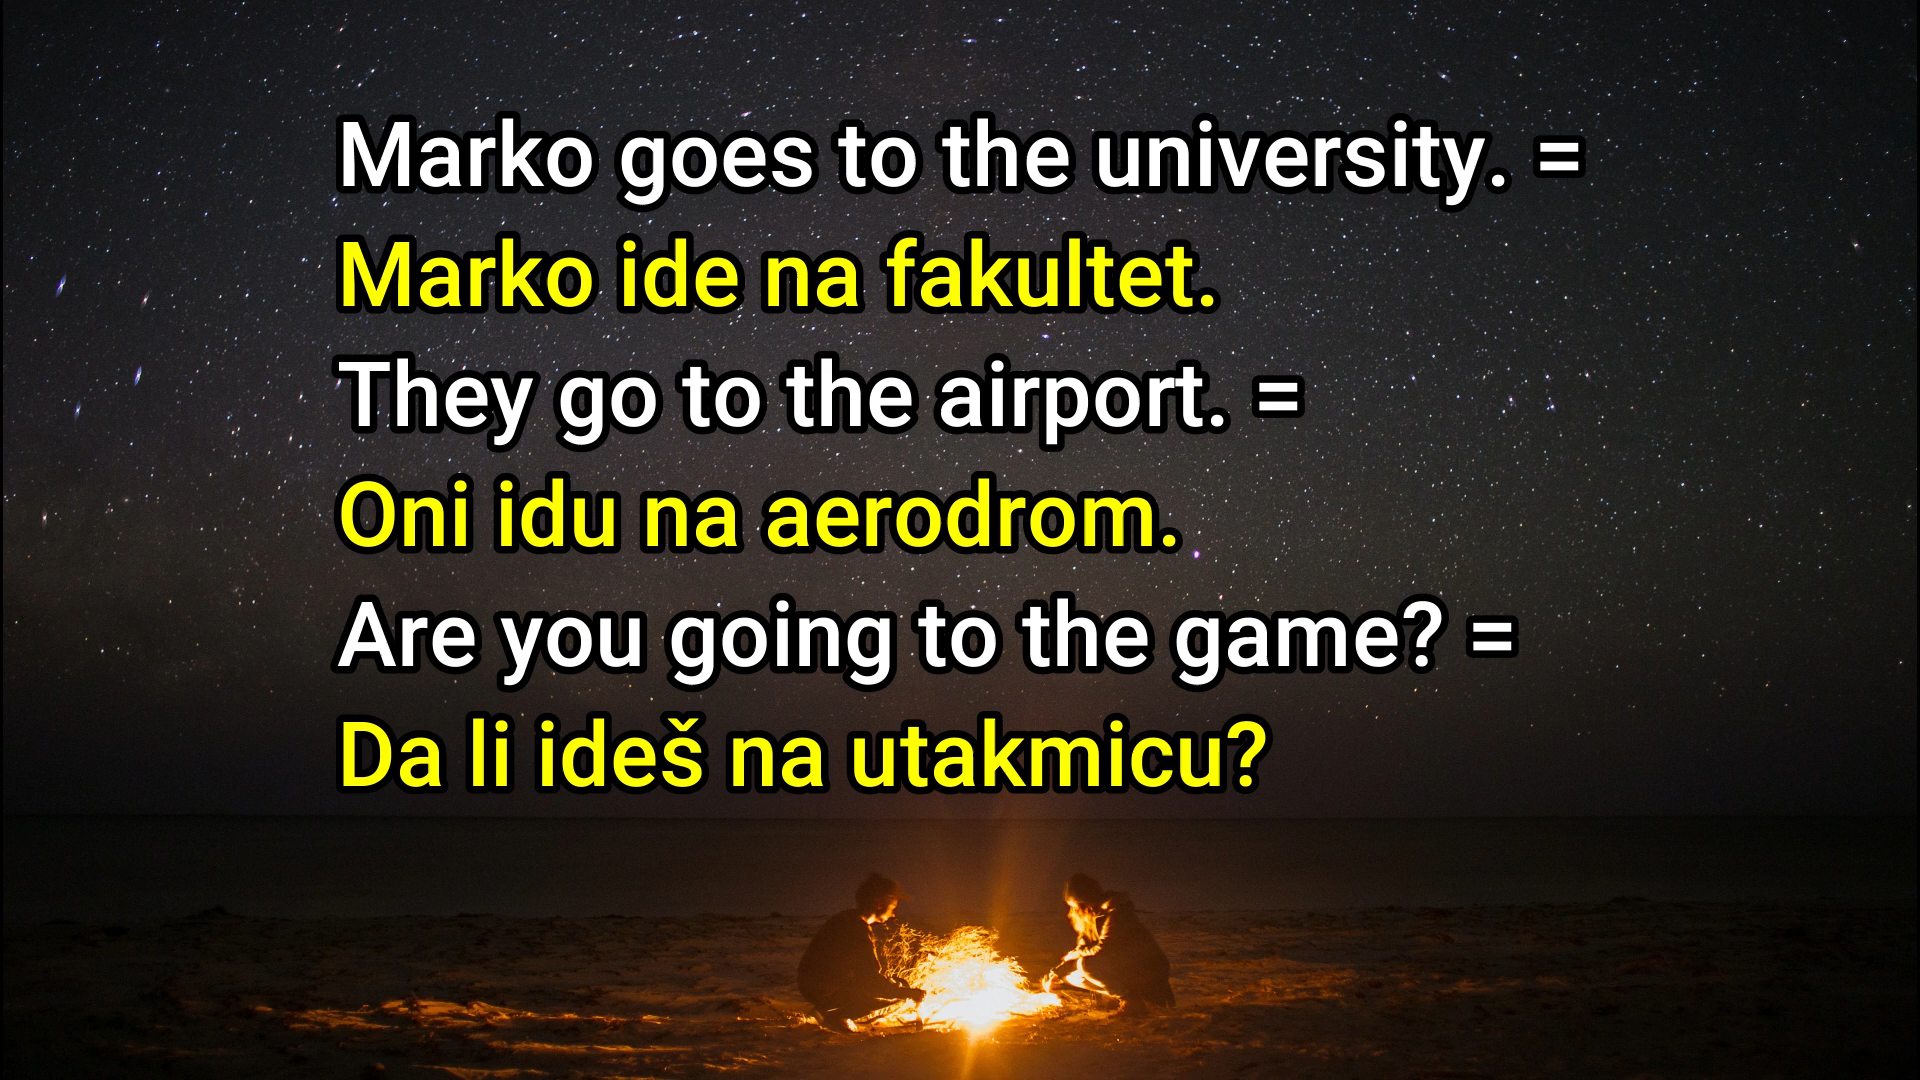 Marko goes to the university. =
Marko ide na fakultet.
They go to the airport. =
Oni idu na aerodrom.
Are you going to the game? =
Da li ideš na utakmicu?